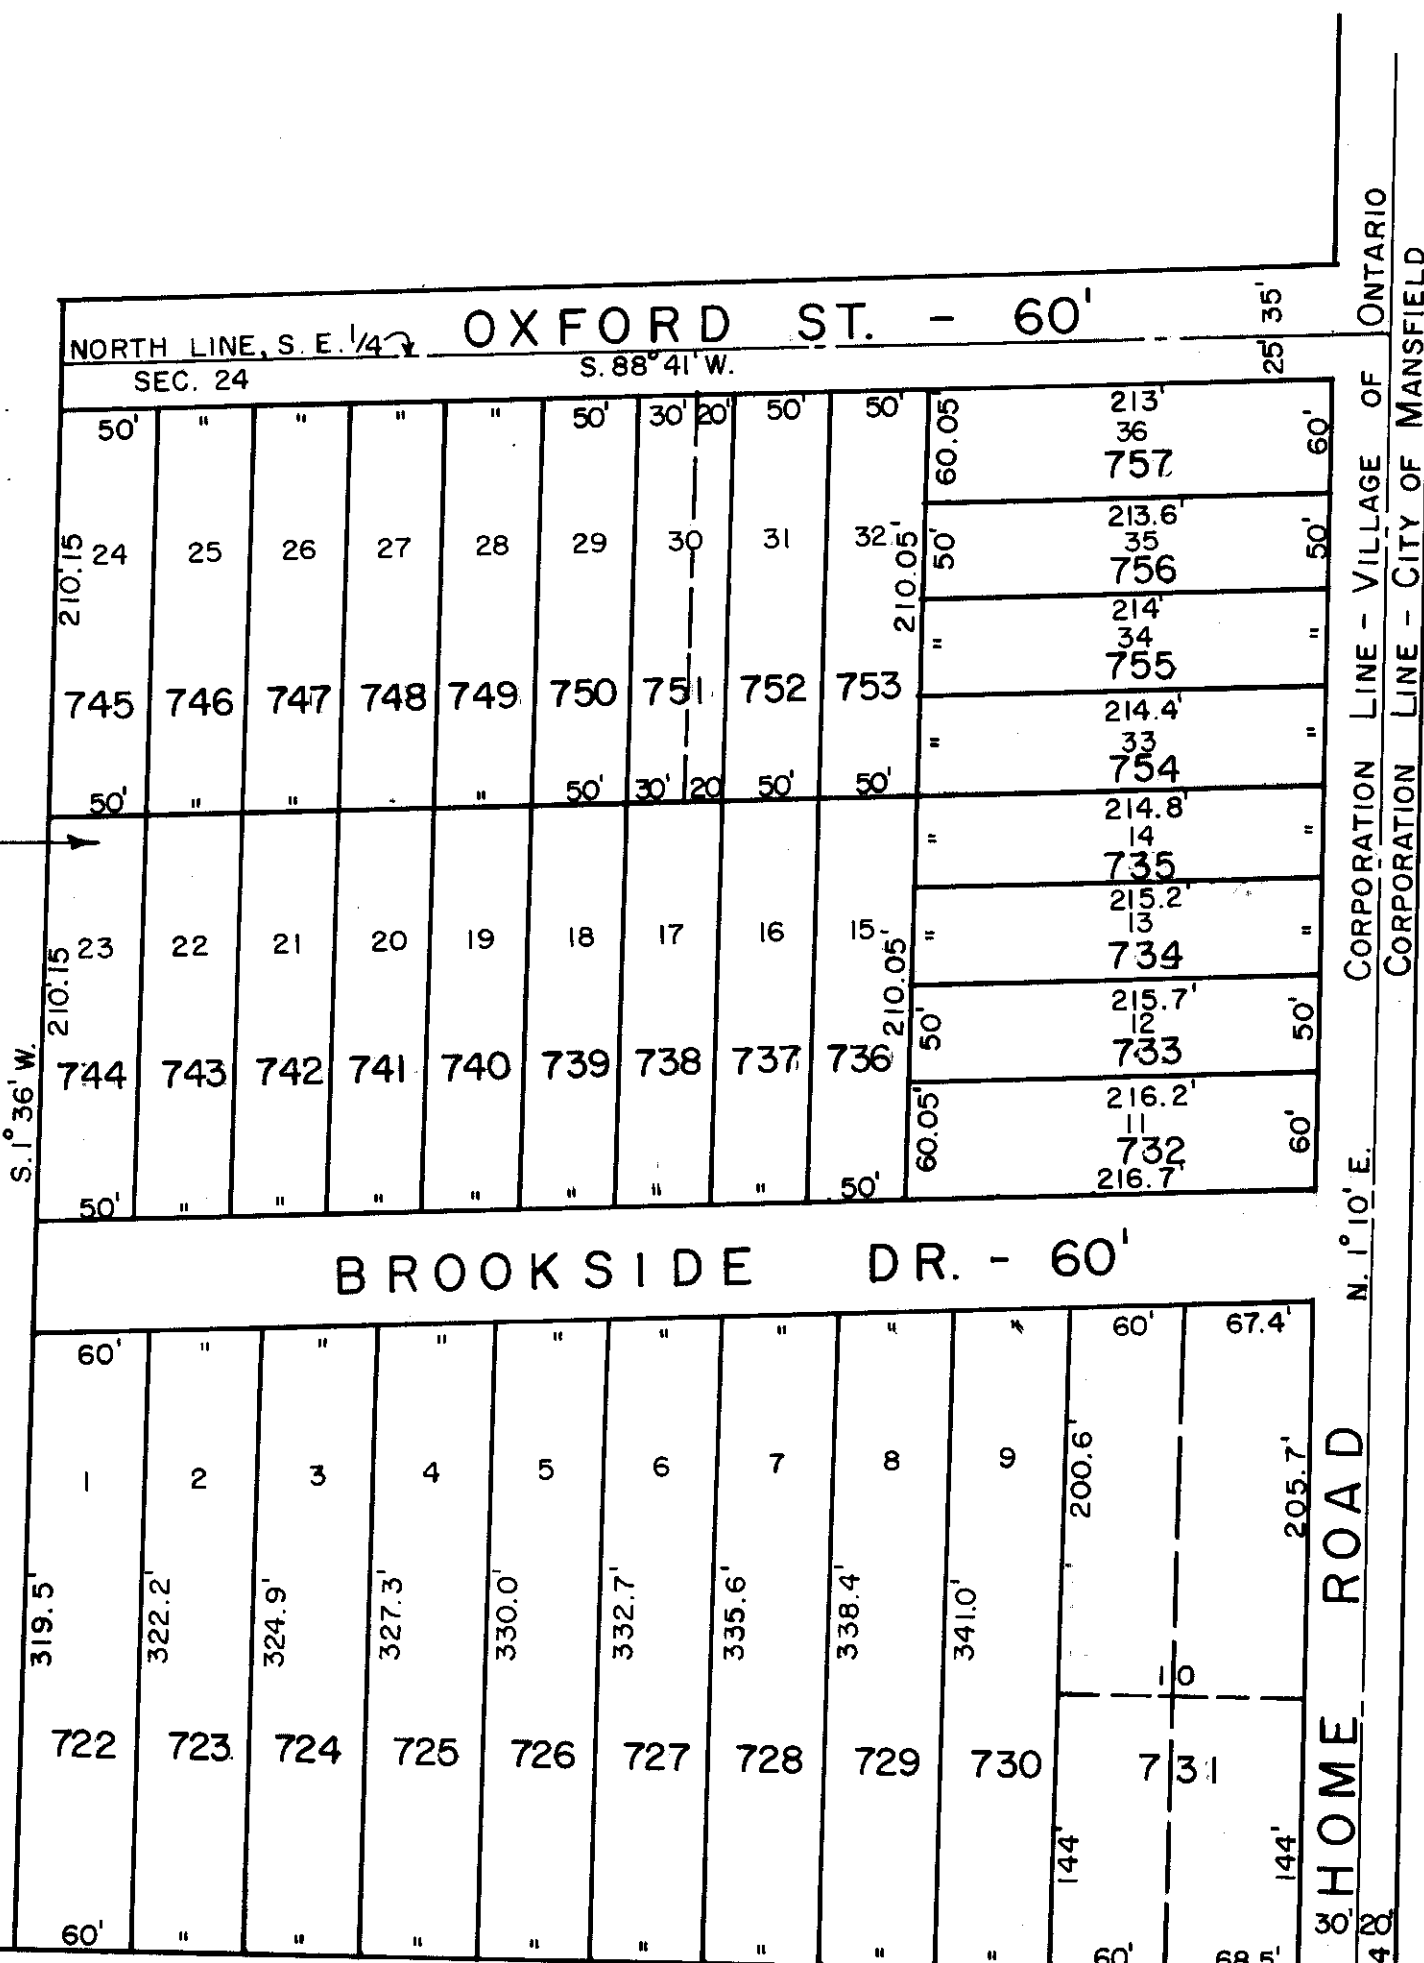 OXFORD ST. - 60'
NORTH LINE, S. E. 1/4
SEC. 24
S. 88° 41' W.
35'
25'
50' " " " " 50' 30' 20' 50' 50'
210.15
24 25 26 27 28 29 30 31 32
210.05'
745 746 747 748 749 750 751 752 753
50' " " " 50' 30' 20 50' 50'
60.05
213'
36
757
60'
50'
213.6'
35
756
50'
"
214'
34
755
"
"
214.4'
33
754
"
"
214.8'
14
735
"
"
215.2'
13
734
"
50'
215.7'
12
733
50'
60.05'
216.2'
11
732
216.7'
60'
S. 1° 36' W.
210.15
23 22 21 20 19 18 17 16 15
210.05
744 743 742 741 740 739 738 737 736
50' " " " " " " " 50'
BROOKSIDE DR. - 60'
60' " " " " " " " " 60' 67.4'
1 2 3 4 5 6 7 8 9
200.6'
205.7'
319.5' 322.2' 324.9' 327.3' 330.0' 332.7' 335.6' 338.4' 341.0'
10
722 723 724 725 726 727 728 729 730 731
144'
144'
60' " " " " " " " " 60'
HOME ROAD
30' 20'
4
N. 1° 10' E.
CORPORATION LINE - VILLAGE OF ONTARIO
CORPORATION LINE - CITY OF MANSFIELD